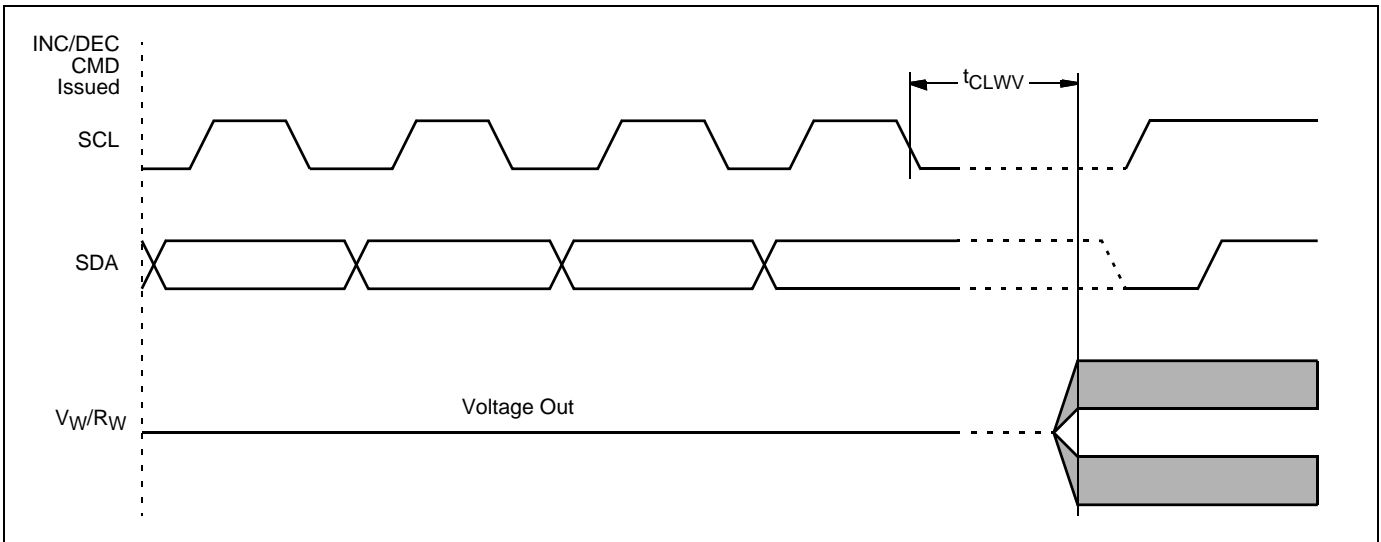 INC/DEC
CMD
Issued
tCLWV
SCL
SDA
Voltage Out
VW/RW